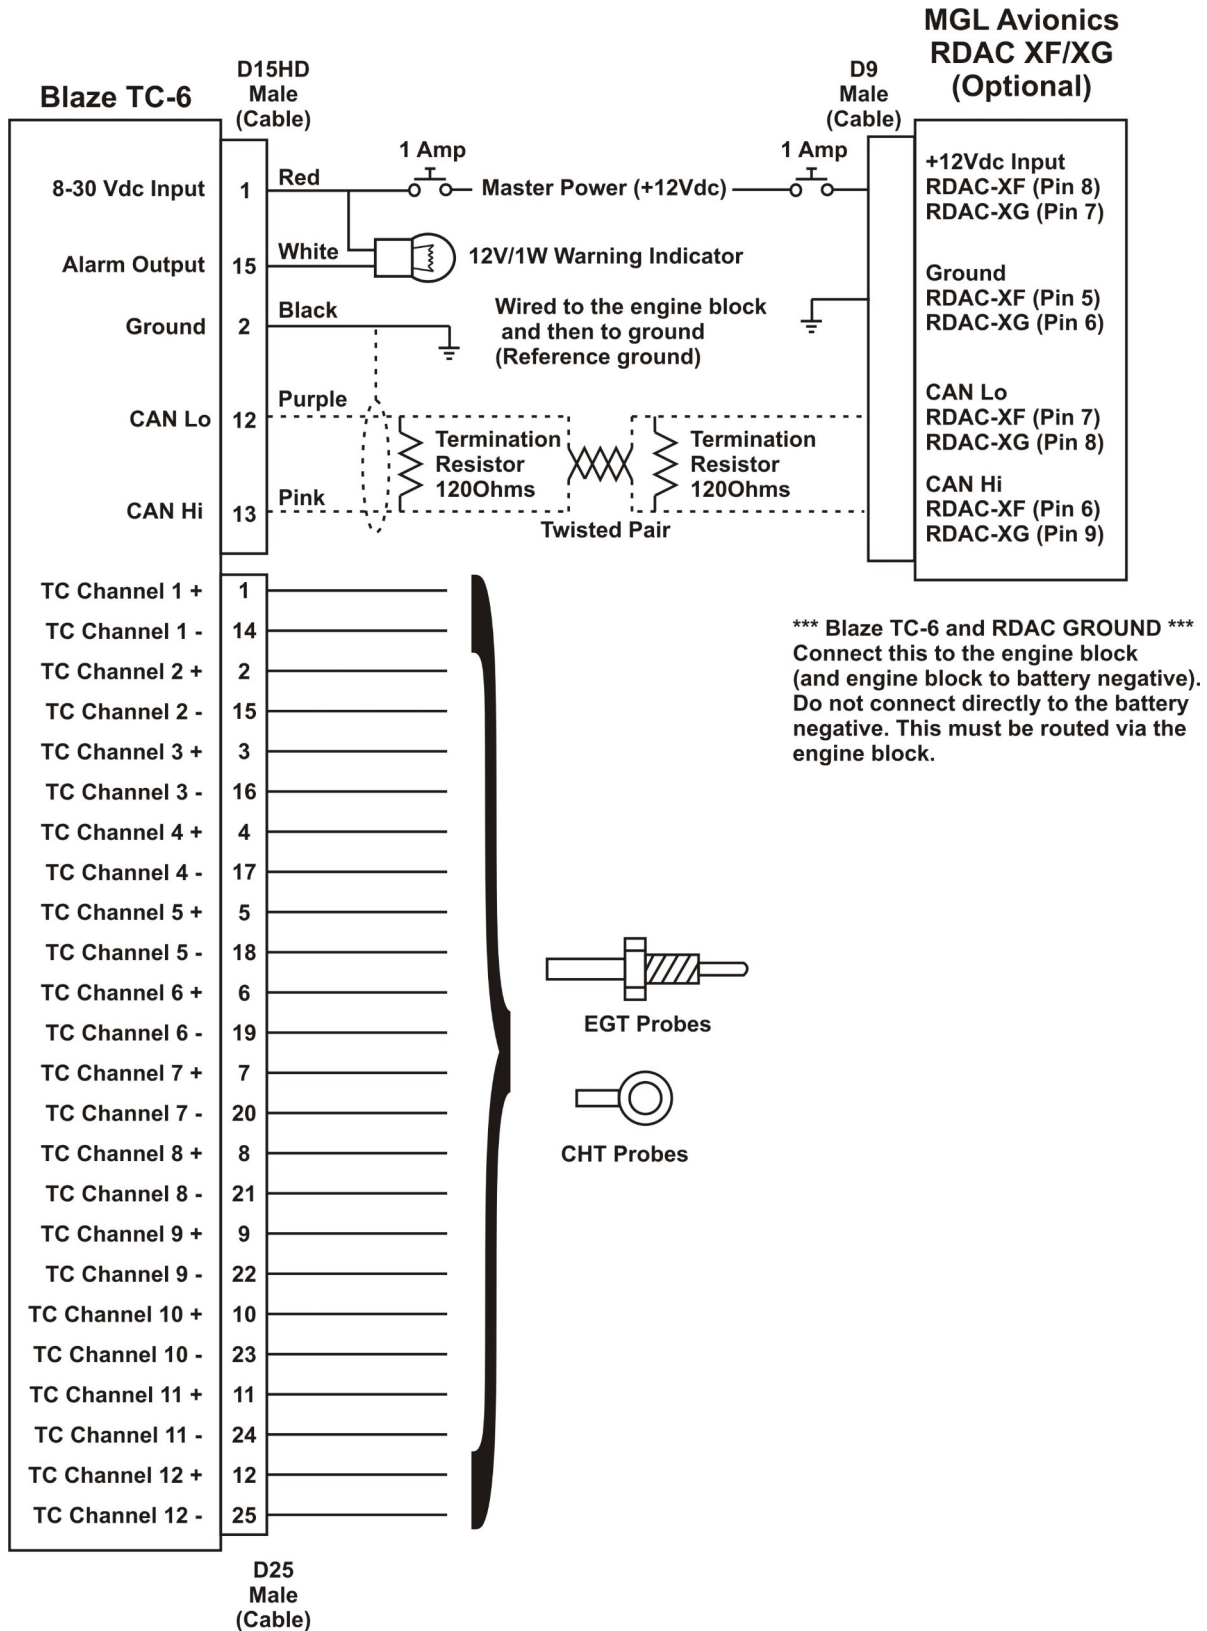 MGL Avionics
RDAC XF/XG
(Optional)
Blaze TC-6
D15HD
Male
(Cable)
D9
Male
(Cable)
8-30 Vdc Input
1
Red
1 Amp
Master Power (+12Vdc)
1 Amp
+12Vdc Input
RDAC-XF (Pin 8)
RDAC-XG (Pin 7)
Alarm Output
15
White
12V/1W Warning Indicator
Ground
2
Black
Wired to the engine block
and then to ground
(Reference ground)
Ground
RDAC-XF (Pin 5)
RDAC-XG (Pin 6)
CAN Lo
12
Purple
Termination
Resistor
120Ohms
Termination
Resistor
120Ohms
CAN Lo
RDAC-XF (Pin 7)
RDAC-XG (Pin 8)
CAN Hi
13
Pink
Twisted Pair
CAN Hi
RDAC-XF (Pin 6)
RDAC-XG (Pin 9)
*** Blaze TC-6 and RDAC GROUND ***
Connect this to the engine block
(and engine block to battery negative).
Do not connect directly to the battery
negative. This must be routed via the
engine block.
TC Channel 1 + 1
TC Channel 1 - 14
TC Channel 2 + 2
TC Channel 2 - 15
TC Channel 3 + 3
TC Channel 3 - 16
TC Channel 4 + 4
TC Channel 4 - 17
TC Channel 5 + 5
TC Channel 5 - 18
TC Channel 6 + 6
TC Channel 6 - 19
TC Channel 7 + 7
TC Channel 7 - 20
TC Channel 8 + 8
TC Channel 8 - 21
TC Channel 9 + 9
TC Channel 9 - 22
TC Channel 10 + 10
TC Channel 10 - 23
TC Channel 11 + 11
TC Channel 11 - 24
TC Channel 12 + 12
TC Channel 12 - 25
EGT Probes
CHT Probes
D25
Male
(Cable)